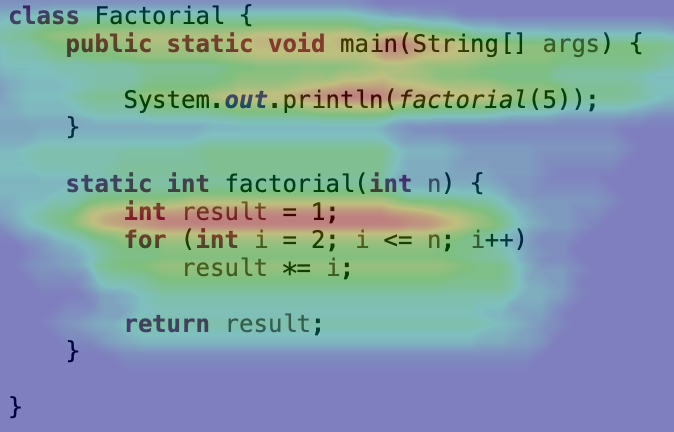 class Factorial {
    public static void main(String[] args) {

        System.out.println(factorial(5));
    }

    static int factorial(int n) {
        int result = 1;
        for (int i = 2; i <= n; i++)
            result *= i;

        return result;
    }

}